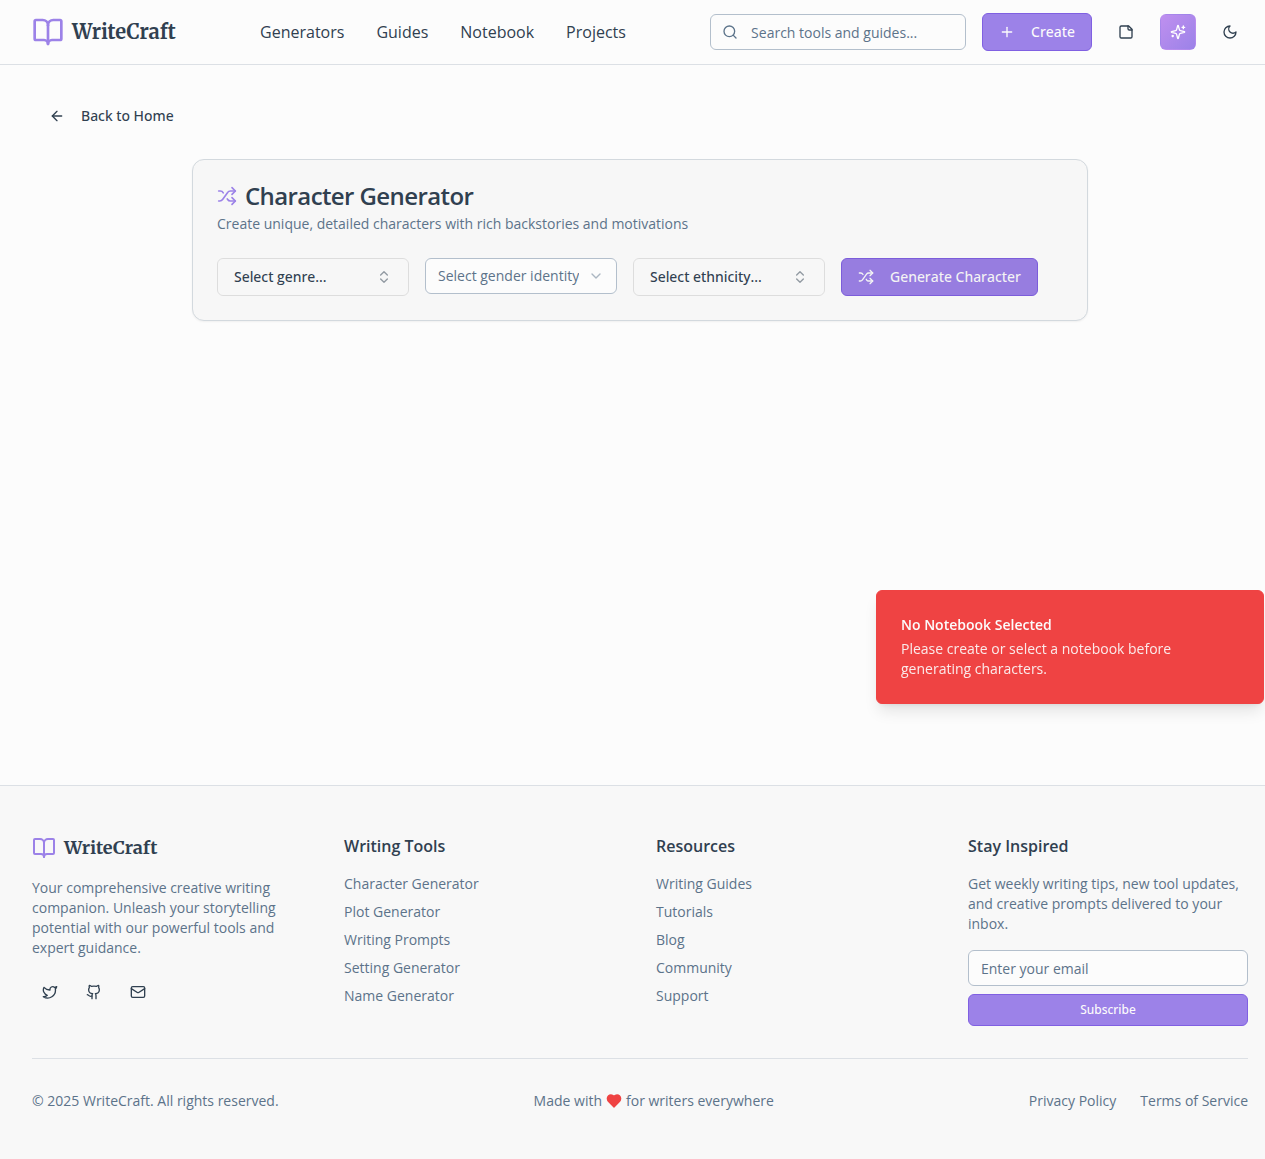 WriteCraft
Generators
Guides
Notebook
Projects
Search tools and guides...
Create
Back to Home
Character Generator
Create unique, detailed characters with rich backstories and motivations
Select genre...
Select gender identity
Select ethnicity...
Generate Character
No Notebook Selected
Please create or select a notebook before
generating characters.
WriteCraft
Your comprehensive creative writing
companion. Unleash your storytelling
potential with our powerful tools and
expert guidance.
Writing Tools
Character Generator
Plot Generator
Writing Prompts
Setting Generator
Name Generator
Resources
Writing Guides
Tutorials
Blog
Community
Support
Stay Inspired
Get weekly writing tips, new tool updates,
and creative prompts delivered to your
inbox.
Enter your email
Subscribe
© 2025 WriteCraft. All rights reserved.
Made with ❤️ for writers everywhere
Privacy Policy
Terms of Service